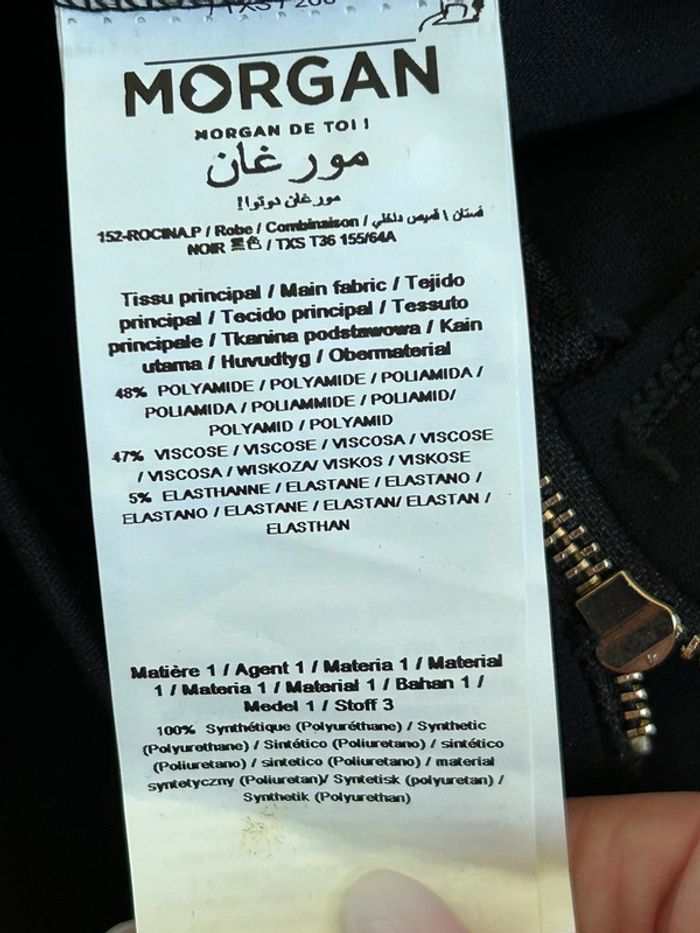 MORGAN
MORGAN DE TOI !
مورغان
مورغان دوتوا!
152-ROCINA.P / Robe / Combinaison / فستان \ قميص داخلي
NOIR 黑色 / TXS T36 155/64A
Tissu principal / Main fabric / Tejido
principal / Tecido principal / Tessuto
principale / Tkanina podstawowa / Kain
utama / Huvudtyg / Obermaterial
48% POLYAMIDE / POLYAMIDE / POLIAMIDA /
POLIAMIDA / POLIAMMIDE / POLIAMID/
POLYAMID / POLYAMID
47% VISCOSE / VISCOSE / VISCOSA / VISCOSE
/ VISCOSA / WISKOZA/ VISKOS / VISKOSE
5% ELASTHANNE / ELASTANE / ELASTANO /
ELASTANO / ELASTANE / ELASTAN/ ELASTAN /
ELASTHAN
Matière 1 / Agent 1 / Materia 1 / Material
1 / Materia 1 / Material 1 / Bahan 1 /
Medel 1 / Stoff 3
100% Synthétique (Polyuréthane) / Synthetic
(Polyurethane) / Sintético (Poliuretano) / sintético
(Poliuretano) / sintetico (Poliuretano) / material
syntetyczny (Poliuretan)/ Syntetisk (polyuretan) /
Synthetik (Polyurethan)